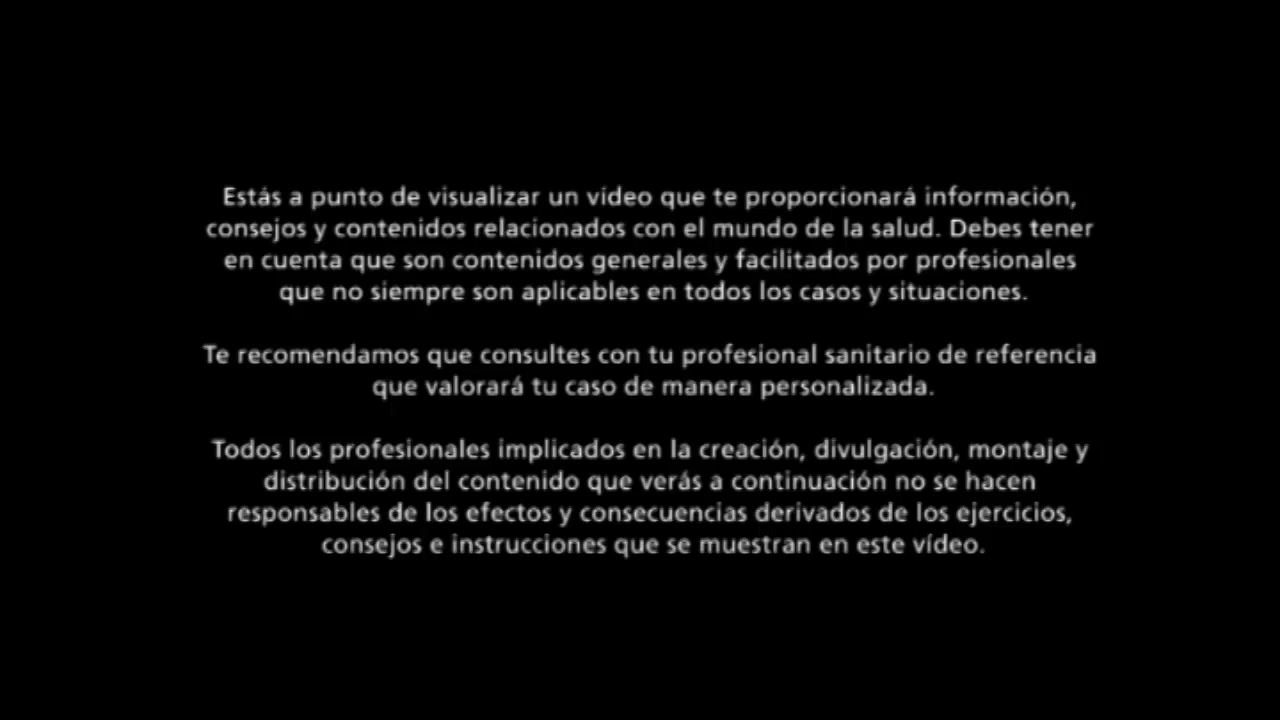 Estás a punto de visualizar un vídeo que te proporcionará información,
consejos y contenidos relacionados con el mundo de la salud. Debes tener
en cuenta que son contenidos generales y facilitados por profesionales
que no siempre son aplicables en todos los casos y situaciones.
Te recomendamos que consultes con tu profesional sanitario de referencia
que valorará tu caso de manera personalizada.
Todos los profesionales implicados en la creación, divulgación, montaje y
distribución del contenido que verás a continuación no se hacen
responsables de los efectos y consecuencias derivados de los ejercicios,
consejos e instrucciones que se muestran en este vídeo.